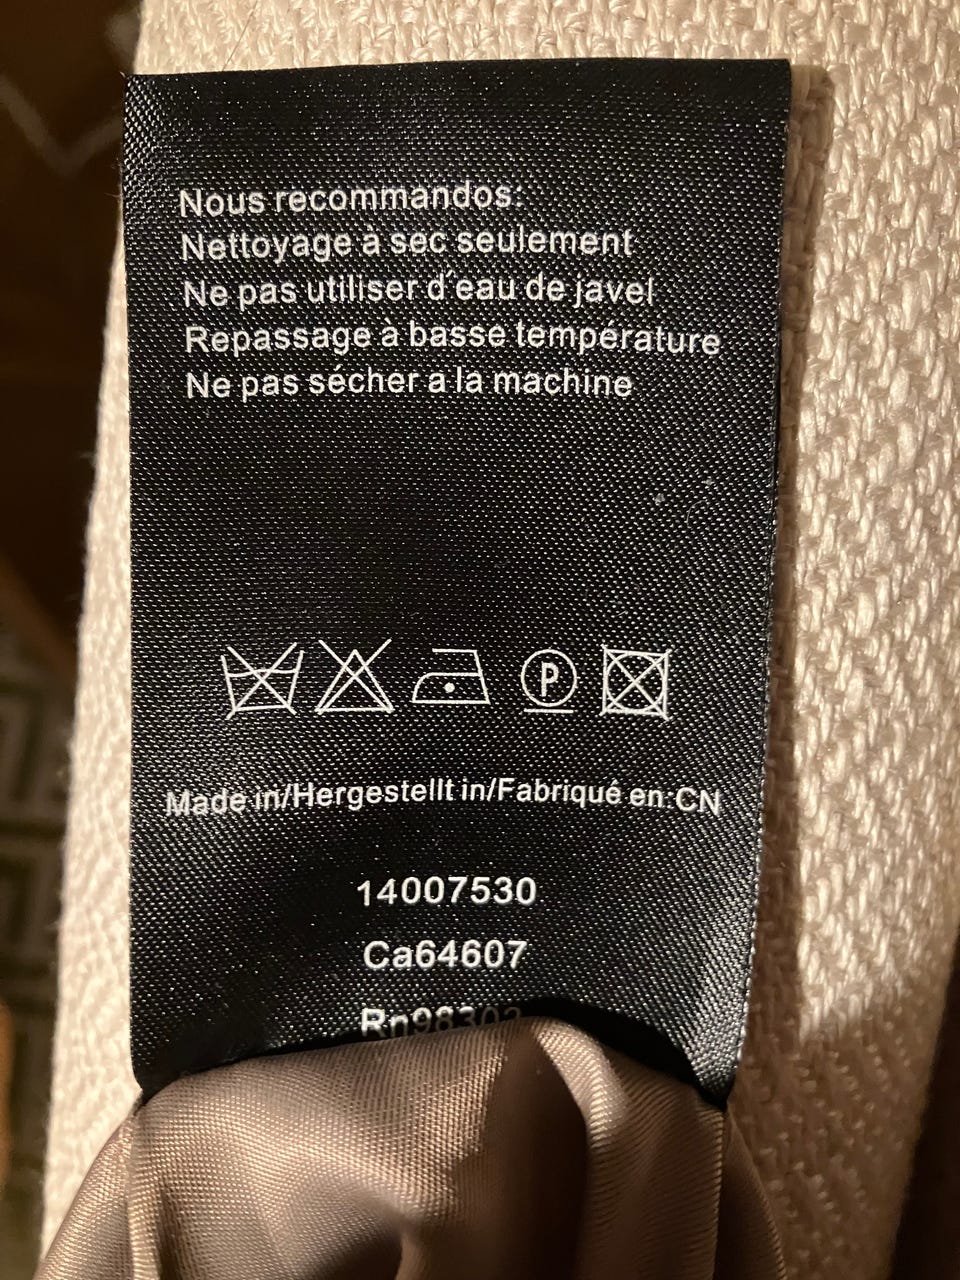 Nous recommandos:
Nettoyage à sec seulement
Ne pas utiliser d'eau de javel
Repassage à basse température
Ne pas sécher a la machine
P
Made in/Hergestellt in/Fabriqué en:CN
14007530
Ca64607